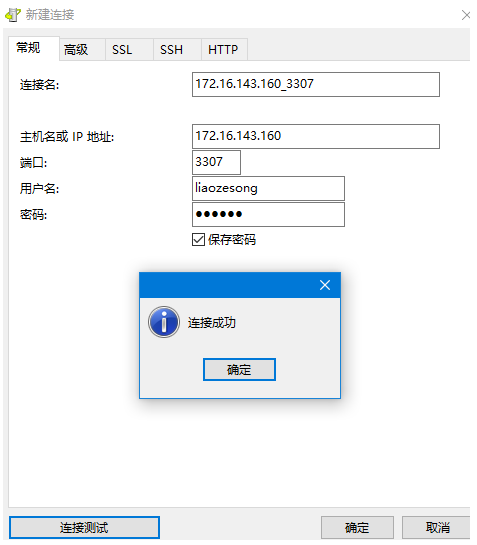 新建连接
常规 高级 SSL SSH HTTP
连接名: 172.16.143.160_3307
主机名或 IP 地址: 172.16.143.160
端口: 3307
用户名: liaozesong
密码: ●●●●●●
保存密码
连接成功
确定
连接测试 确定 取消